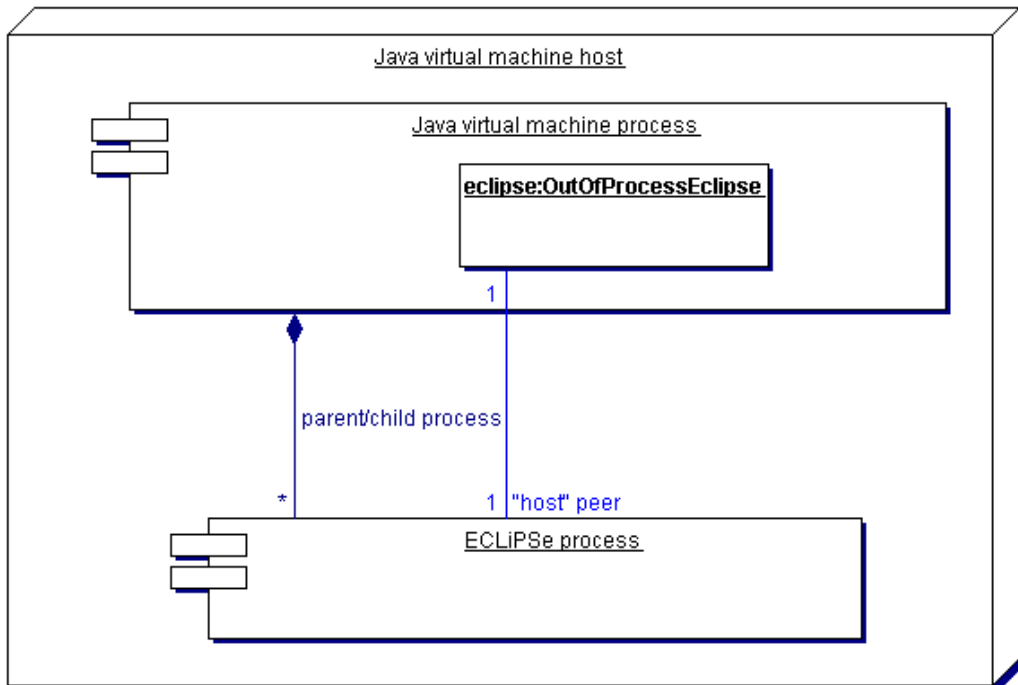 Java virtual machine host
Java virtual machine process
eclipse:OutOfProcessEclipse
1
parent/child process
*
1 "host" peer
ECLiPSe process